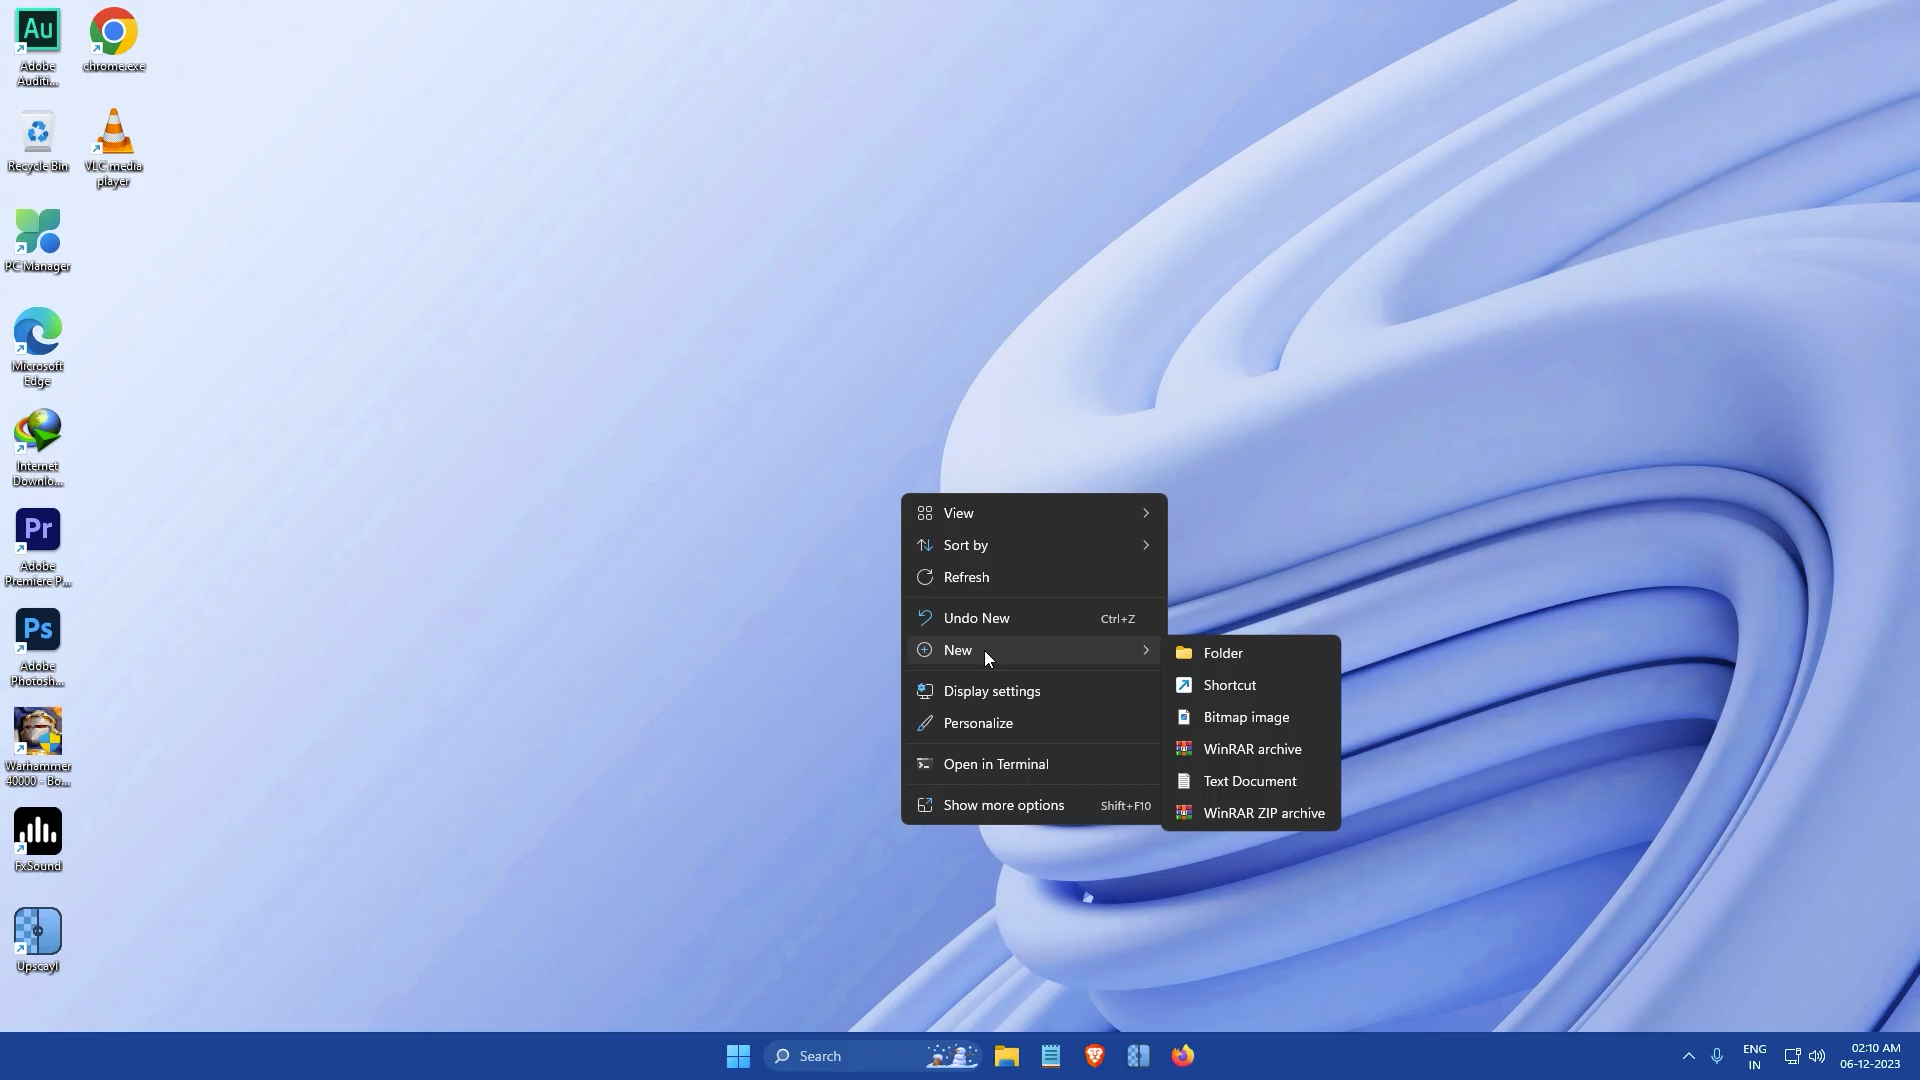 Au
Adobe
Auditi...
chrome.exe
Recycle Bin
VLC media
player
PC Manager
Microsoft
Edge
Internet
Downlo...
Pr
Adobe
Premiere P...
Ps
Adobe
Photosh...
Warhammer
40000 - Bo...
FxSound
Upscayl
View
Sort by
Refresh
Undo New Ctrl+Z
New
Display settings
Personalize
Open in Terminal
Show more options Shift+F10
Folder
Shortcut
Bitmap image
WinRAR archive
Text Document
WinRAR ZIP archive
Search
ENG
IN
02:10 AM
06-12-2023